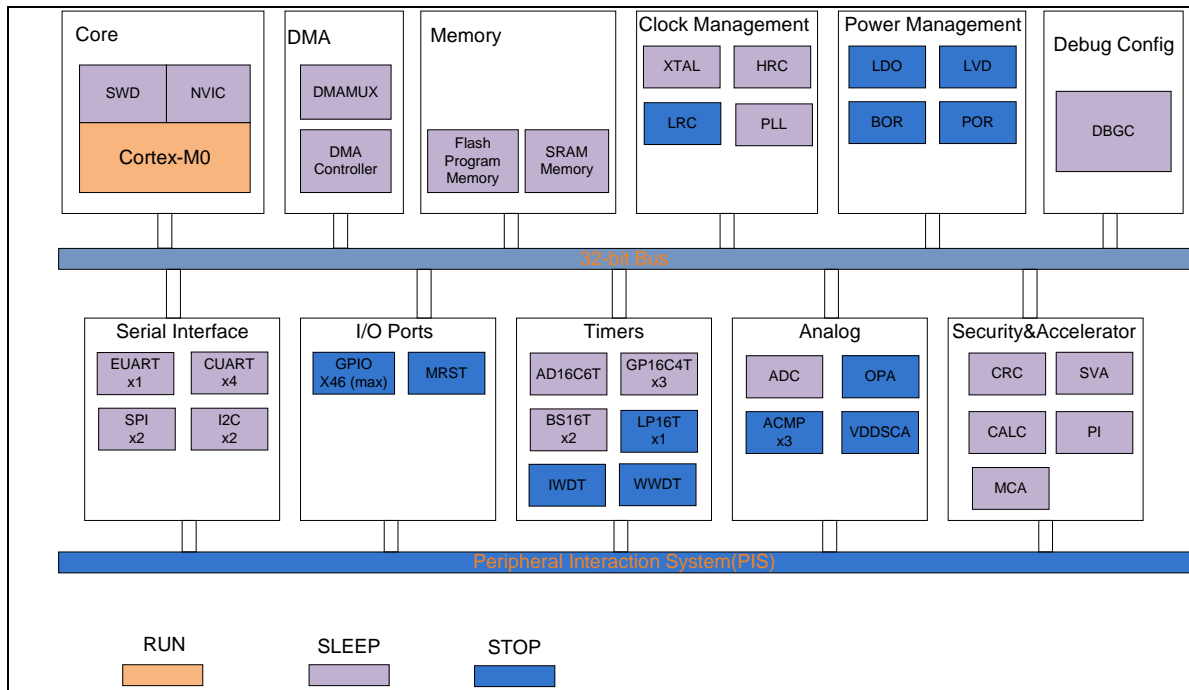 Core
SWD
NVIC
Cortex-M0
DMA
DMAMUX
DMA
Controller
Memory
Flash
Program
Memory
SRAM
Memory
Clock Management
XTAL
HRC
LRC
PLL
Power Management
LDO
LVD
BOR
POR
Debug Config
DBGC
32-bit Bus
Serial Interface
EUART
x1
CUART
x4
SPI
x2
I2C
x2
I/O Ports
GPIO
X46 (max)
MRST
Timers
AD16C6T
GP16C4T
x3
BS16T
x2
LP16T
x1
IWDT
WWDT
Analog
ADC
OPA
ACMP
x3
VDDSCA
Security&Accelerator
CRC
SVA
CALC
PI
MCA
Peripheral Interaction System(PIS)
RUN
SLEEP
STOP